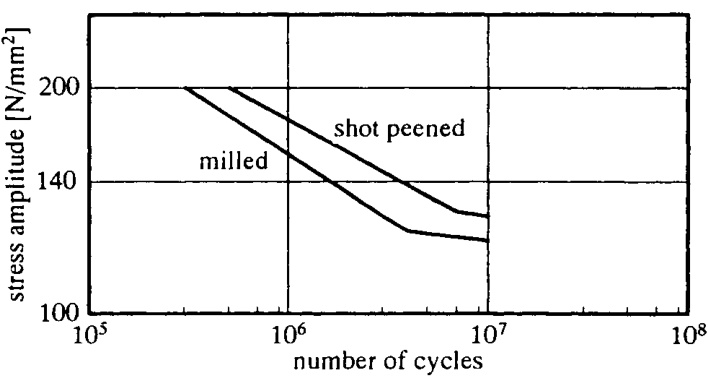 stress amplitude [N/mm²]
200
140
100
shot peened
milled
10⁵
10⁶
10⁷
10⁸
number of cycles